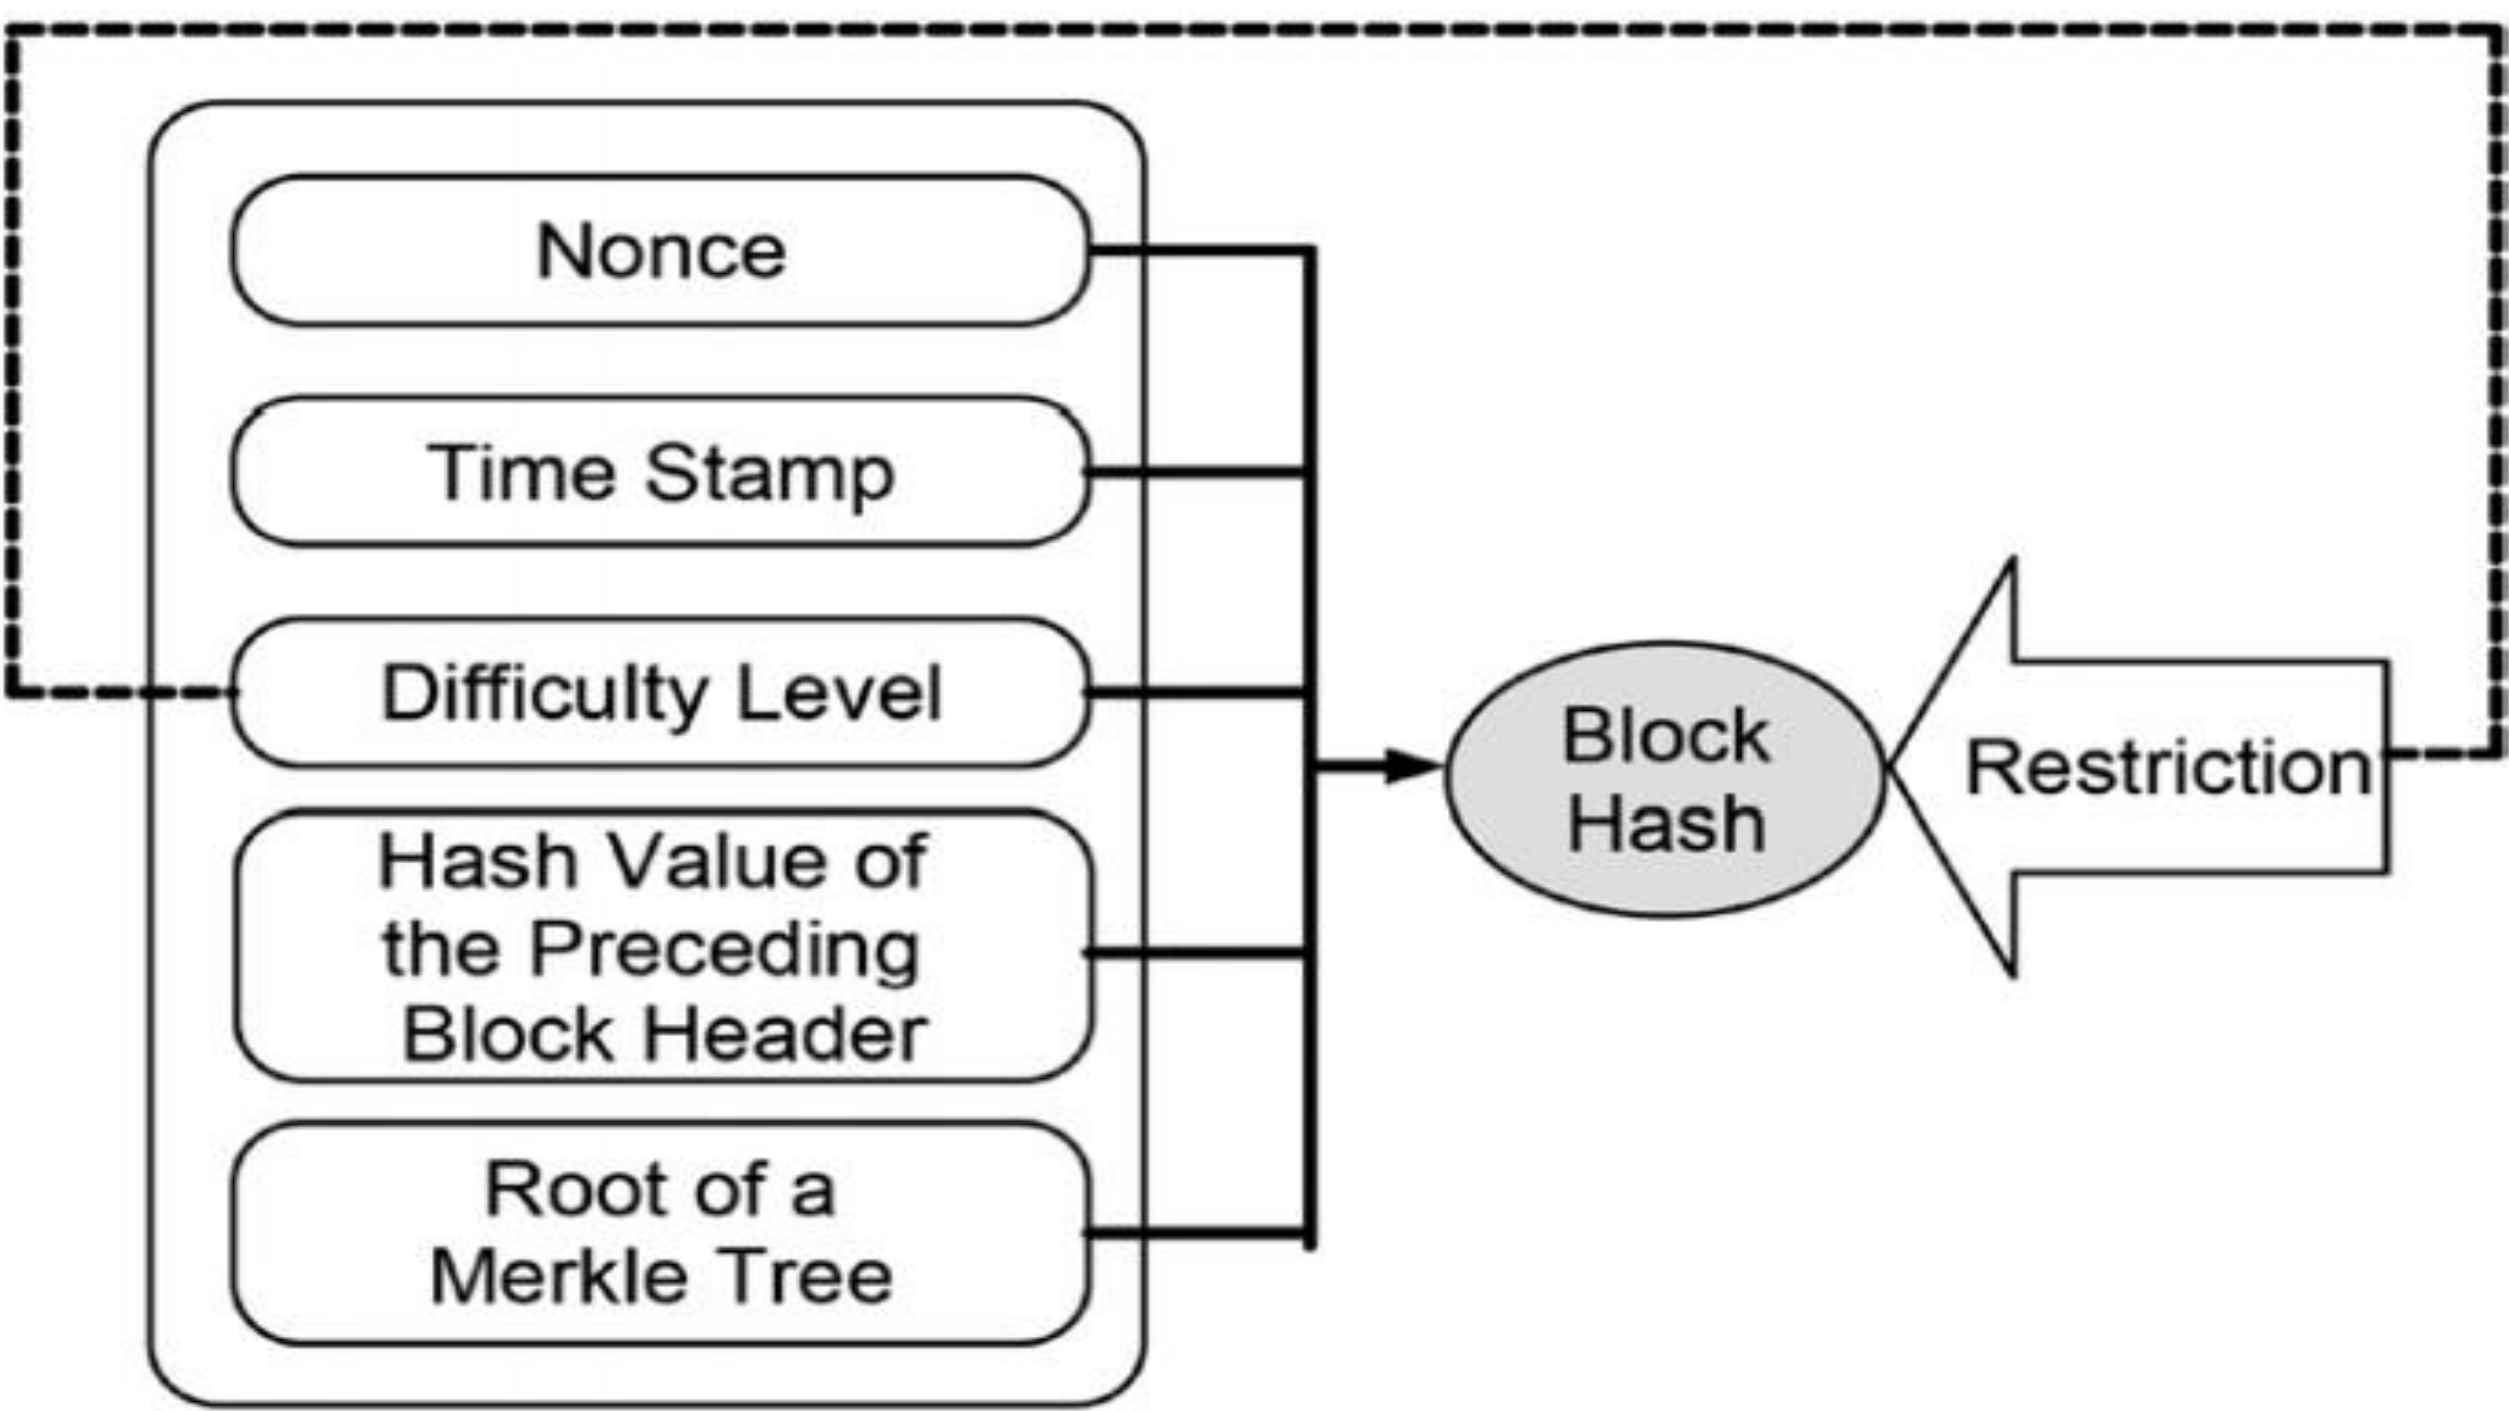 Nonce
Time Stamp
Difficulty Level
Hash Value of
the Preceding
Block Header
Root of a
Merkle Tree
Block
Hash
Restriction